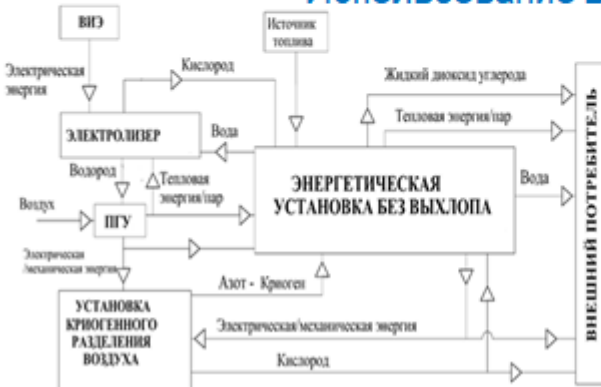 ВИЭ
Источник
топлива
Электрическая
энергия
Кислород
Жидкий диоксид углерода
ЭЛЕКТРОЛИЗЕР
Вода
Тепловая энергия/пар
Водород
Тепловая
энергия/пар
ЭНЕРГЕТИЧЕСКАЯ
УСТАНОВКА БЕЗ ВЫХЛОПА
Вода
Воздух
ПГУ
Электрическая
/механическая энергия
Азот - Криоген
УСТАНОВКА
КРИОГЕННОГО
РАЗДЕЛЕНИЯ
ВОЗДУХА
Электрическая/механическая энергия
Кислород
ВНЕШНИЙ ПОТРЕБИТЕЛЬ